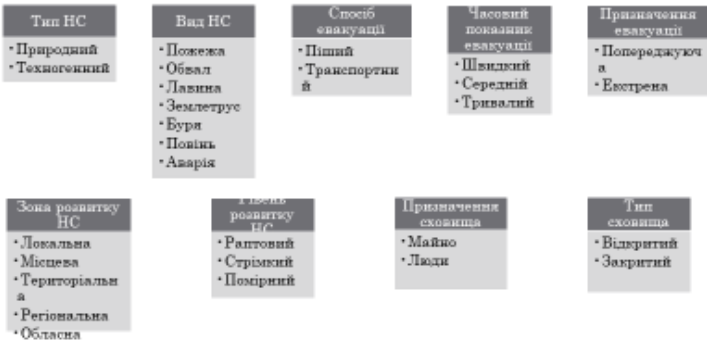 Тип НС
• Природний
• Техногенний
Вид НС
• Пожежа
• Обвал
• Лавина
• Землетрус
• Буря
• Повінь
• Аварія
Спосіб
евакуації
• Піший
• Транспортни
й
Часовий
показник
евакуації
• Швидкий
• Середній
• Тривалий
Призначення
евакуації
• Попереджуюч
а
• Екстрена
Зона розвитку
НС
• Локальна
• Місцева
• Територіальн
а
• Регіональна
• Обласна
Рівень
розвитку
НС
• Раптовий
• Стрімкий
• Помірний
Призначення
сховища
• Майно
• Люди
Тип
сховища
• Відкритий
• Закритий